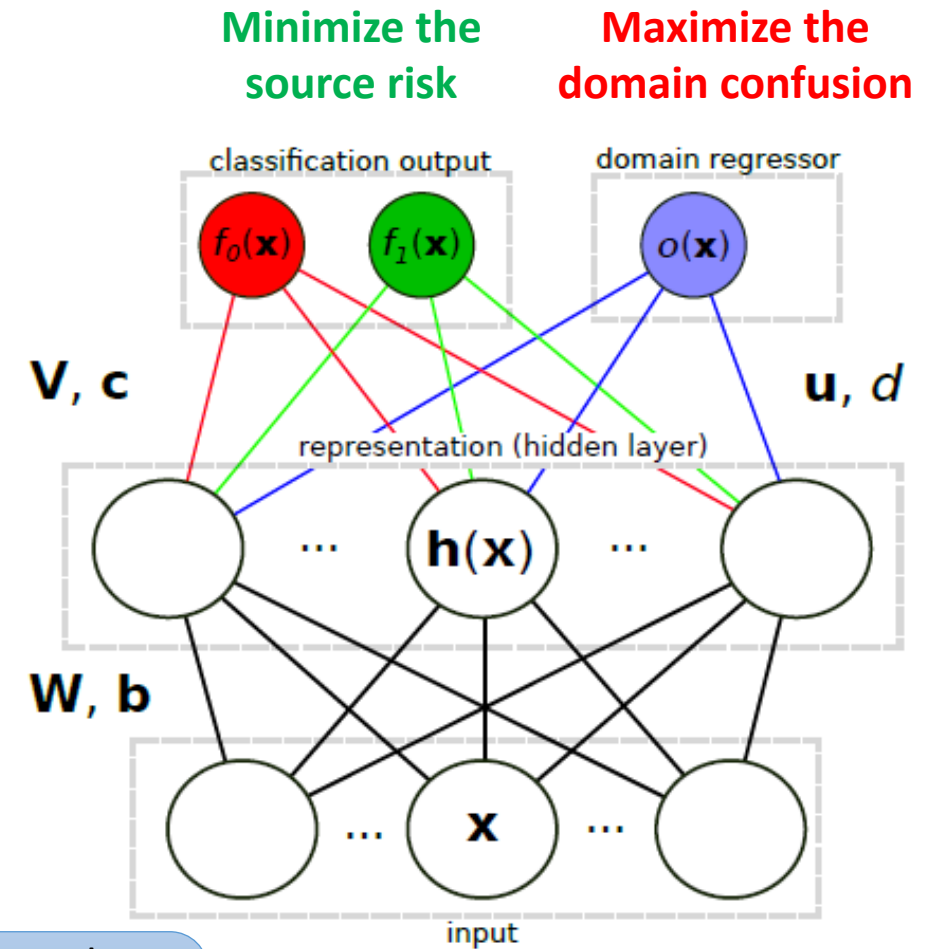 Minimize the
source risk
Maximize the
domain confusion
classification output
domain regressor
f₀(x)
f₁(x)
o(x)
V, c
u, d
representation (hidden layer)
...
h(x)
...
W, b
...
x
...
input